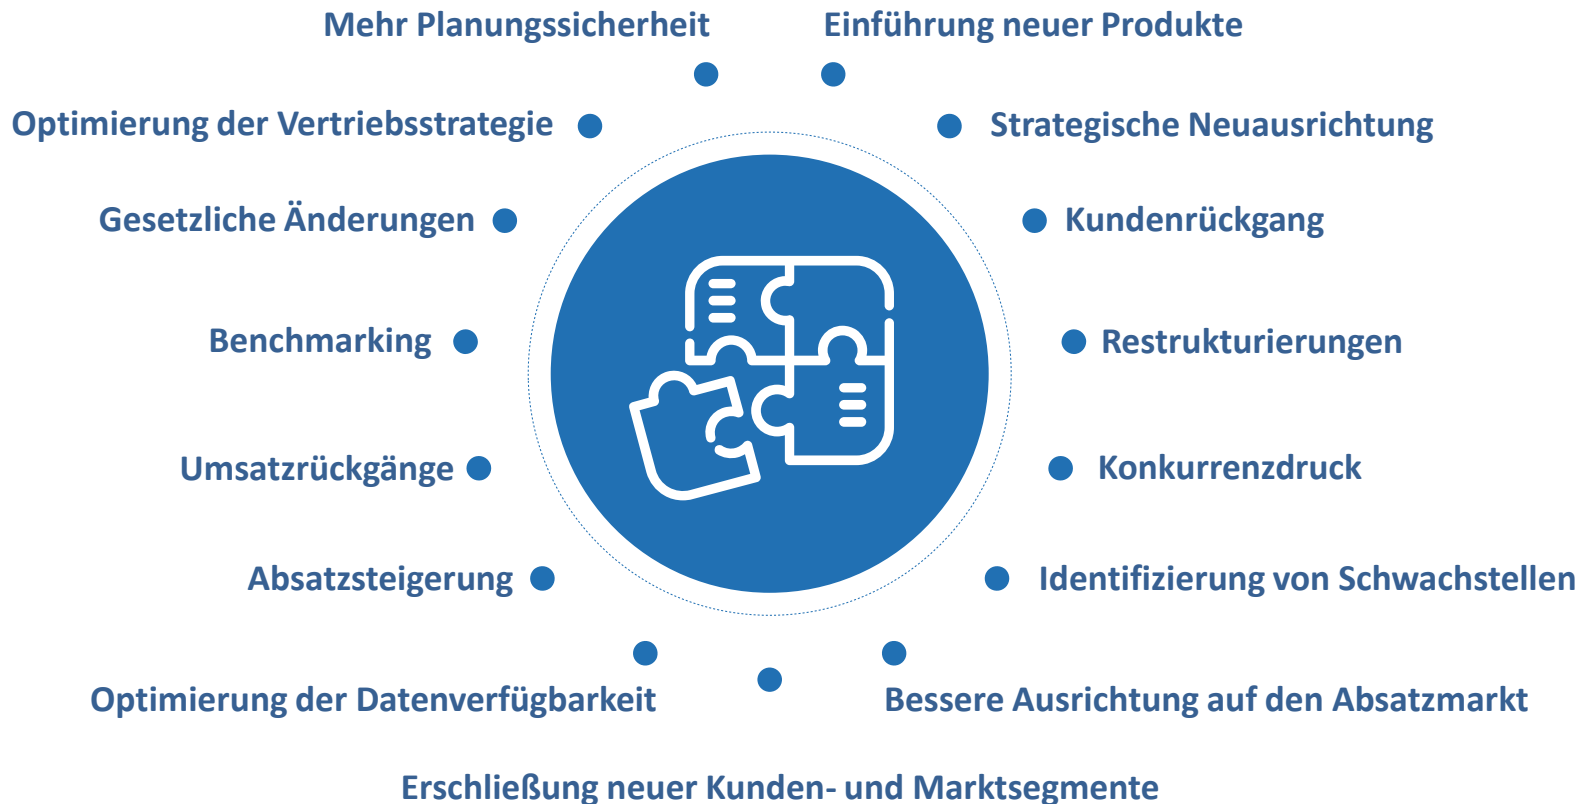 Mehr Planungssicherheit
Einführung neuer Produkte
Optimierung der Vertriebsstrategie
Strategische Neuausrichtung
Gesetzliche Änderungen
Kundenrückgang
Benchmarking
Restrukturierungen
Umsatzrückgänge
Konkurrenzdruck
Absatzsteigerung
Identifizierung von Schwachstellen
Optimierung der Datenverfügbarkeit
Bessere Ausrichtung auf den Absatzmarkt
Erschließung neuer Kunden- und Marktsegmente